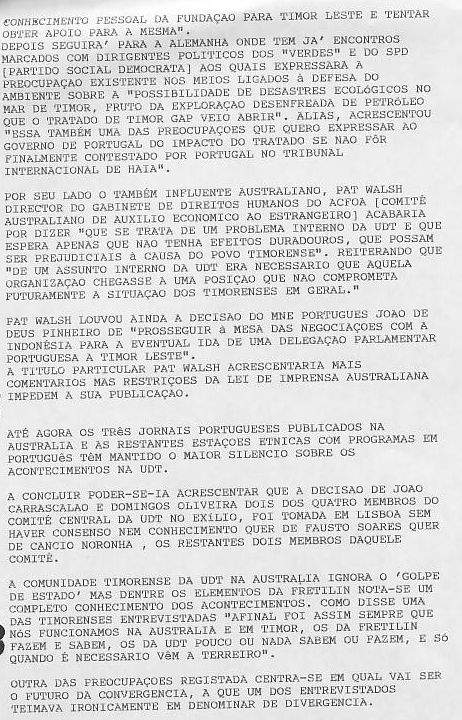 CONHECIMENTO PESSOAL DA FUNDAÇAO PARA TIMOR LESTE E TENTAR
OBTER APOIO PARA A MESMA".
DEPOIS SEGUIRA' PARA A ALEMANHA ONDE TEM JA' ENCONTROS
MARCADOS COM DIRIGENTES POLITICOS DOS "VERDES" E DO SPD
[PARTIDO SOCIAL DEMOCRATA] AOS QUAIS EXPRESSARA A
PREOCUPAÇAO EXISTENTE NOS MEIOS LIGADOS à DEFESA DO
AMBIENTE SOBRE A "POSSIBILIDADE DE DESASTRES ECOLóGICOS NO
MAR DE TIMOR, FRUTO DA EXPLORAÇAO DESENFREADA DE PETRóLEO
QUE O TRATADO DE TIMOR GAP VEIO ABRIR". ALIAS, ACRESCENTOU
"ESSA TAMBéM UMA DAS PREOCUPAÇOES QUE QUERO EXPRESSAR AO
GOVERNO DE PORTUGAL DO IMPACTO DO TRATADO SE NAO FôR
FINALMENTE CONTESTADO POR PORTUGAL NO TRIBUNAL
INTERNACIONAL DE HAIA".

POR SEU LADO O TAMBéM INFLUENTE AUSTRALIANO, PAT WALSH
DIRECTOR DO GABINETE DE DIREITOS HUMANOS DO ACFOA [COMITé
AUSTRALIANO DE AUXILIO ECONOMICO AO ESTRANGEIRO] ACABARIA
POR DIZER "QUE SE TRATA DE UM PROBLEMA INTERNO DA UDT E QUE
ESPERA APENAS QUE NAO TENHA EFEITOS DURADOUROS, QUE POSSAM
SER PREJUDICIAIS à CAUSA DO POVO TIMORENSE". REITERANDO QUE
"DE UM ASSUNTO INTERNO DA UDT ERA NECESSARIO QUE AQUELA
ORGANIZAÇAO CHEGASSE A UMA POSIÇAO QUE NAO COMPROMETA
FUTURAMENTE A SITUAÇAO DOS TIMORENSES EM GERAL."

PAT WALSH LOUVOU AINDA A DECISAO DO MNE PORTUGUES JOAO DE
DEUS PINHEIRO DE "PROSSEGUIR à MESA DAS NEGOCIAÇOES COM A
INDONéSIA PARA A EVENTUAL IDA DE UMA DELEGAÇAO PARLAMENTAR
PORTUGUESA A TIMOR LESTE".
A TITULO PARTICULAR PAT WALSH ACRESCENTARIA MAIS
COMENTARIOS MAS RESTRIÇOES DA LEI DE IMPRENSA AUSTRALIANA
IMPEDEM A SUA PUBLICAÇAO.

ATé AGORA OS TRêS JORNAIS PORTUGUESES PUBLICADOS NA
AUSTRALIA E AS RESTANTES ESTAÇOES ETNICAS COM PROGRAMAS EM
PORTUGUêS TêM MANTIDO O MAIOR SILENCIO SOBRE OS
ACONTECIMENTOS NA UDT.

A CONCLUIR PODER-SE-IA ACRESCENTAR QUE A DECISAO DE JOAO
CARRASCALAO E DOMINGOS OLIVEIRA DOIS DOS QUATRO MEMBROS DO
COMITé CENTRAL DA UDT NO EXíLIO, FOI TOMADA EM LISBOA SEM
HAVER CONSENSO NEM CONHECIMENTO QUER DE FAUSTO SOARES QUER
DE CANCIO NORONHA , OS RESTANTES DOIS MEMBROS DAQUELE
COMITé.

A COMUNIDADE TIMORENSE DA UDT NA AUSTRALIA IGNORA O 'GOLPE
DE ESTADO' MAS DENTRE OS ELEMENTOS DA FRETILIN NOTA-SE UM
COMPLETO CONHECIMENTO DOS ACONTECIMENTOS. COMO DISSE UMA
DAS TIMORENSES ENTREVISTADAS "AFINAL FOI ASSIM SEMPRE QUE
NóS FUNCIONAMOS NA AUSTRALIA E EM TIMOR, OS DA FRETILIN
FAZEM E SABEM, OS DA UDT POUCO OU NADA SABEM OU FAZEM, E Só
QUANDO é NECESSARIO VêM A TERREIRO".

OUTRA DAS PREOCUPAÇOES REGISTADA CENTRA-SE EM QUAL VAI SER
O FUTURO DA CONVERGENCIA, A QUE UM DOS ENTREVISTADOS
TEIMAVA IRONICAMENTE EM DENOMINAR DE DIVERGENCIA.